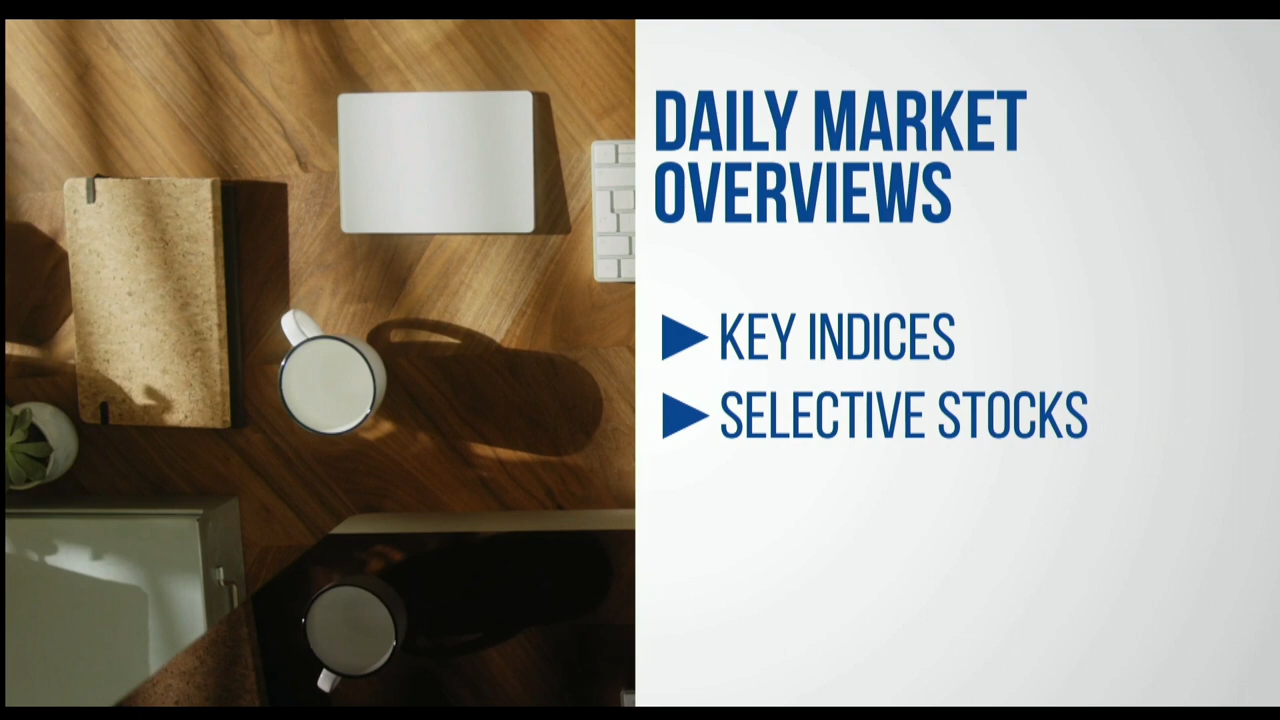 DAILY MARKET
OVERVIEWS
▶ KEY INDICES
▶ SELECTIVE STOCKS